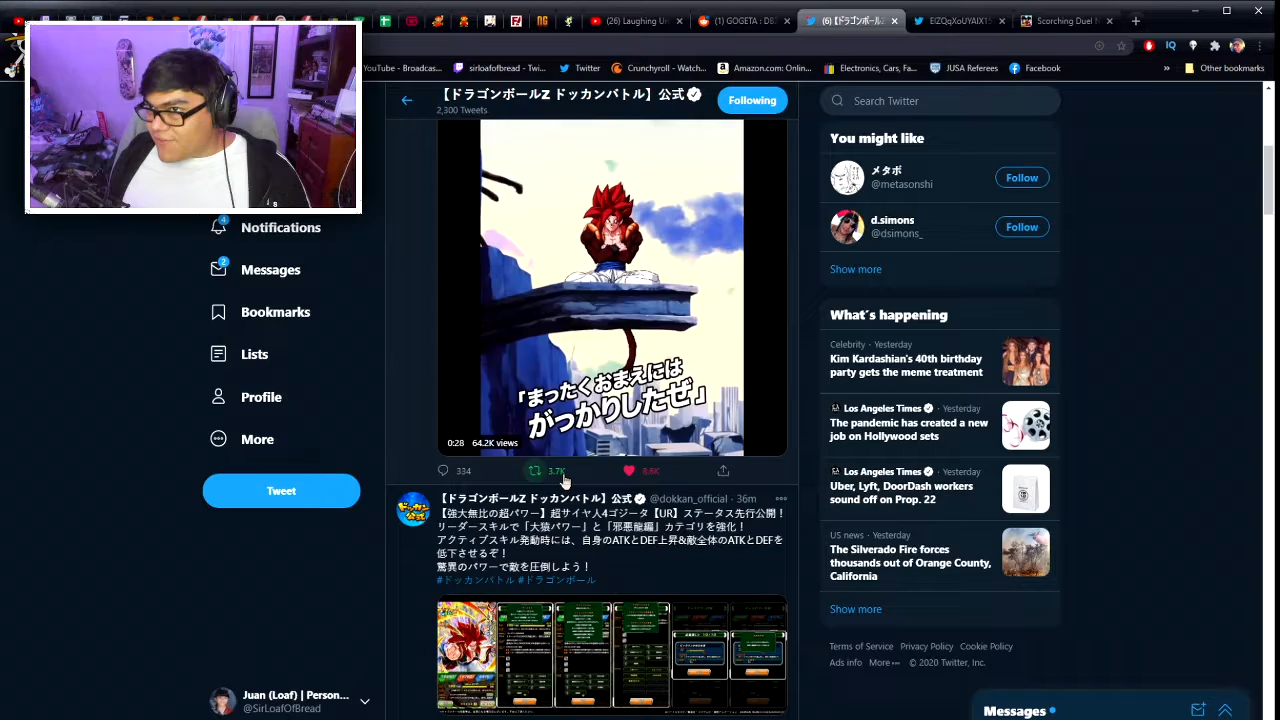 (26) Laughing Un
(1) OGETA : DB
(6)【ドラゴンボールZ ドッカンバトル】公式
Scorching Duel N
YouTube - Broadcas...
sirloafofbread - Twi...
Twitter
Crunchyroll - Watch...
Amazon.com: Onlin...
Electronics, Cars, Fa...
JUSA Referees
Facebook
»
Other bookmarks
【ドラゴンボールZ ドッカンバトル】公式
2,300 Tweets
Following
Search Twitter
4
Notifications
2
Messages
Bookmarks
Lists
Profile
More
Tweet
「まったくおまえには
がっかりしたぜ」
0:28 64.2K views
334
3.7K
【ドラゴンボールZ ドッカンバトル】公式 @dokkan_official · 36m
【強大無比の超パワー】超サイヤ人4ゴジータ【UR】ステータス先行公開！
リーダースキルで「大猿パワー」と「邪悪龍編」カテゴリを強化！
アクティブスキル発動時には、自身のATKとDEF上昇&敵全体のATKとDEFを
低下させるぞ！
驚異のパワーで敵を圧倒しよう！
#ドッカンバトル #ドラゴンボール
You might like
メタボ
@metasonshi
Follow
d.simons
@dsimons_
Follow
Show more
What's happening
Celebrity · Yesterday
Kim Kardashian's 40th birthday
party gets the meme treatment
Los Angeles Times · Yesterday
The pandemic has created a new
job on Hollywood sets
Los Angeles Times · Yesterday
Uber, Lyft, DoorDash workers
sound off on Prop. 22
US news · Yesterday
The Silverado Fire forces
thousands out of Orange County,
California
Show more
Terms of Service Privacy Policy Cookie Policy
Ads info More ··· © 2020 Twitter, Inc.
Juan (Loaf) | Person...
@SirLoafOfBread
Messages